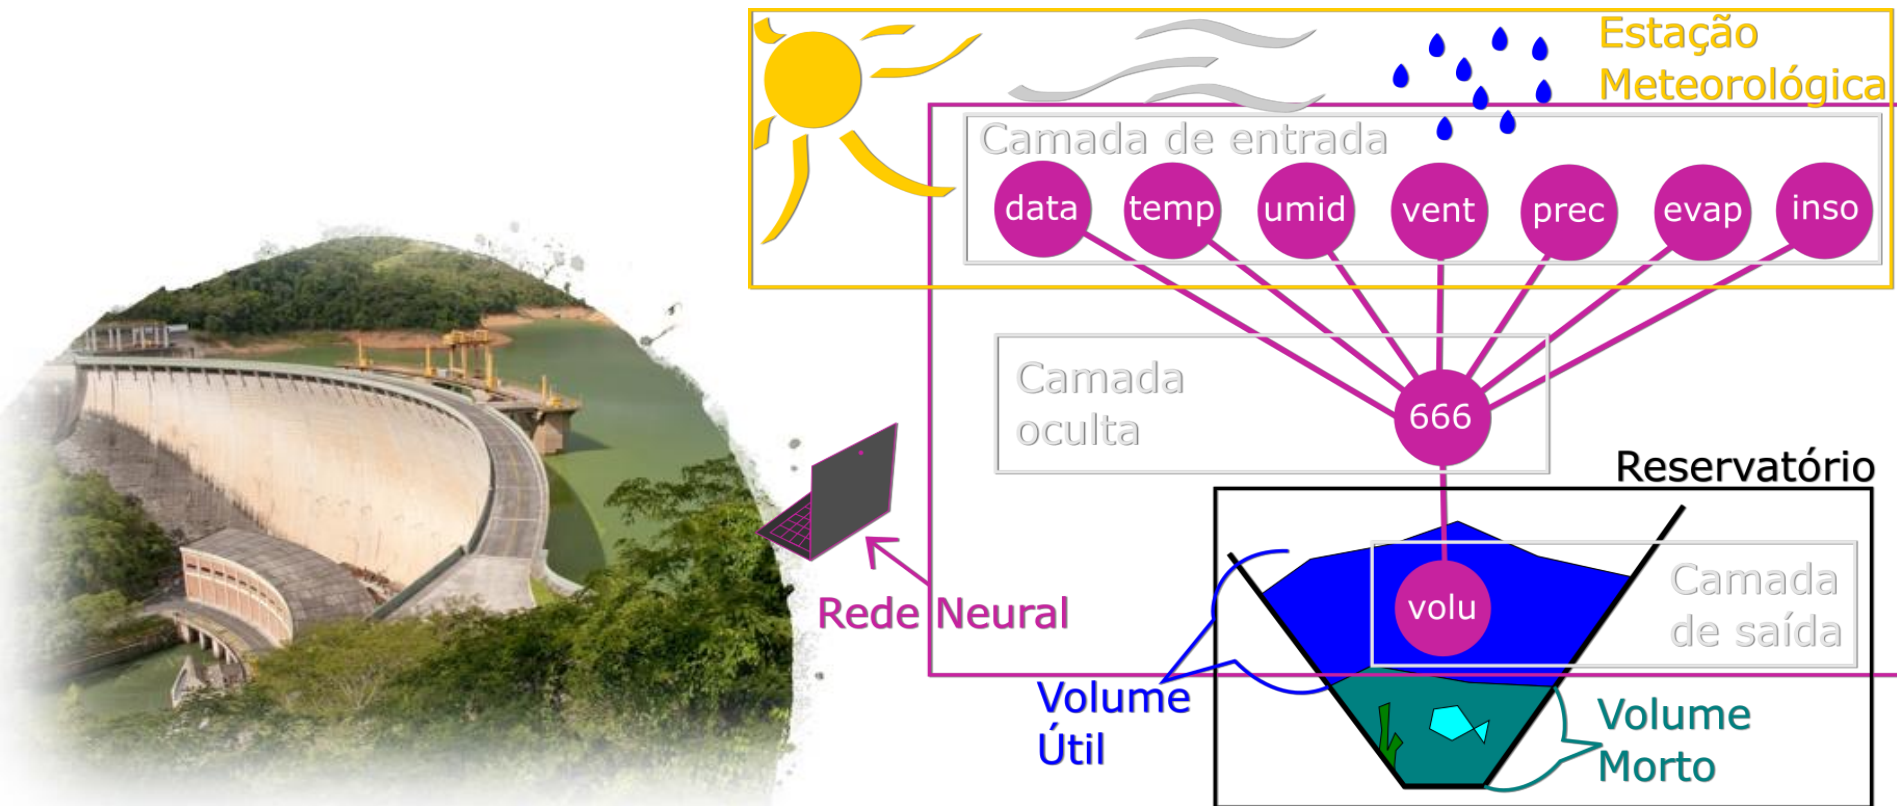 Estação
Meteorológica
Camada de entrada
data temp umid vent prec evap inso
Camada
oculta
666
Reservatório
Rede Neural
volu
Camada
de saída
Volume
Útil
Volume
Morto